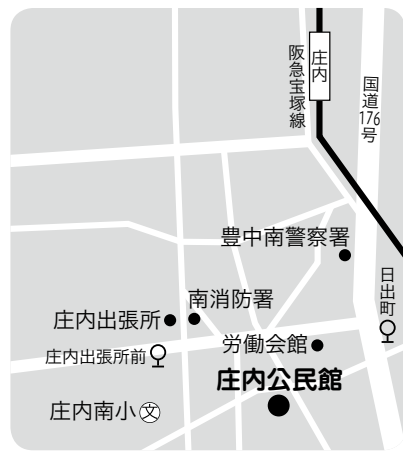 庄内
阪急宝塚線
国道176号
豊中南警察署
日出町
南消防署
庄内出張所
労働会館
庄内出張所前
庄内公民館
庄内南小
文